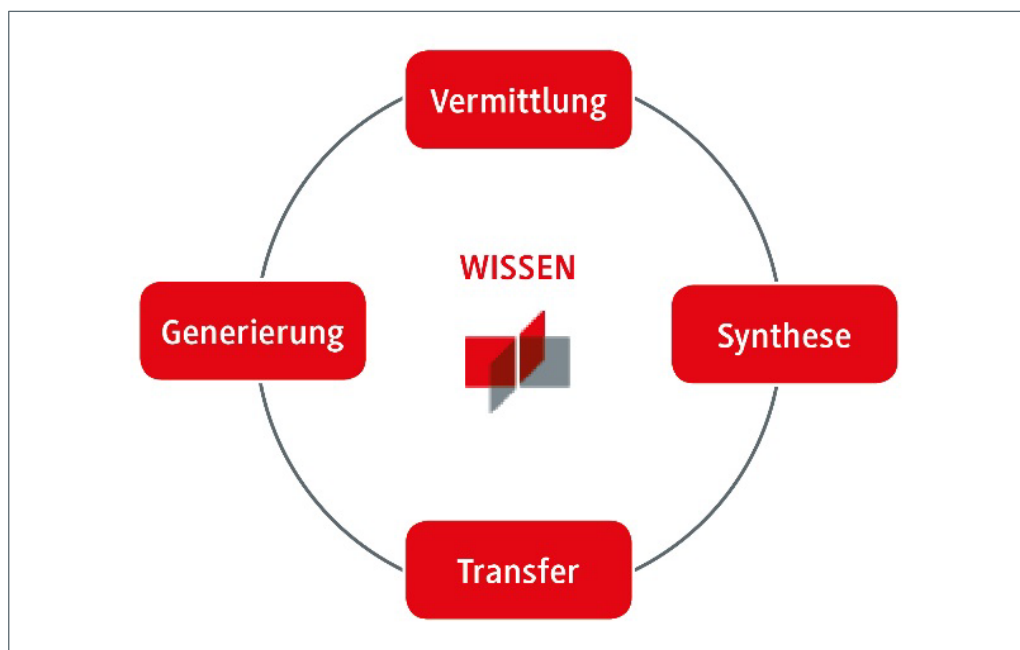 Vermittlung
WISSEN
Generierung
Synthese
Transfer